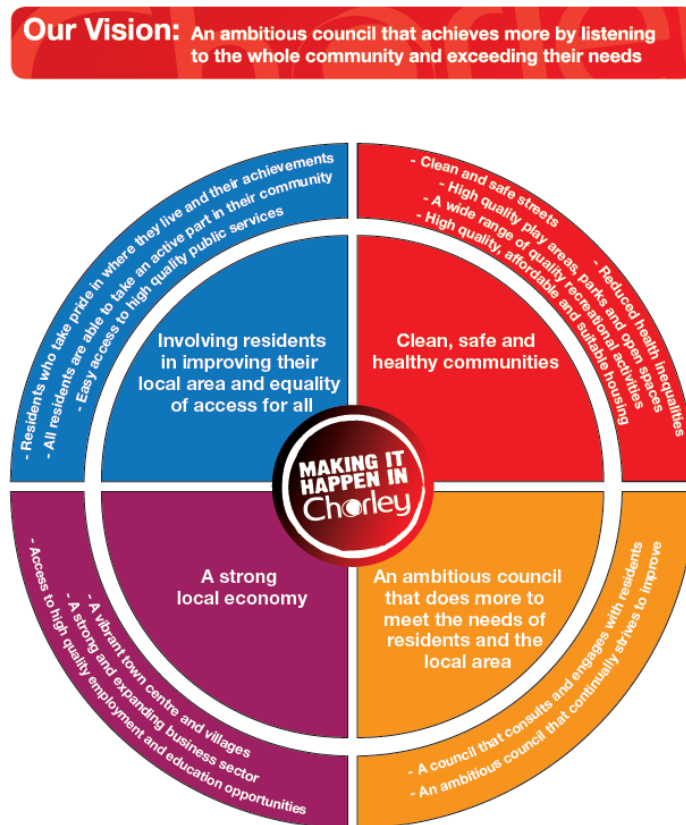 Our Vision: An ambitious council that achieves more by listening
to the whole community and exceeding their needs
- Residents who take pride in where they live and their achievements
- All residents are able to take an active part in their community
- Easy access to high quality public services
Involving residents
in improving their
local area and equality
of access for all
- Clean and safe streets
- Reduced health inequalities
- High quality play areas, parks and open spaces
- A wide range of quality recreational activities
- High quality, affordable and suitable housing
Clean, safe and
healthy communities
MAKING IT
HAPPEN IN
Chorley
A strong
local economy
- A vibrant town centre and villages
- A strong and expanding business sector
- Access to high quality employment and education opportunities
An ambitious council
that does more to
meet the needs of
residents and the
local area
- A council that consults and engages with residents
- An ambitious council that continually strives to improve